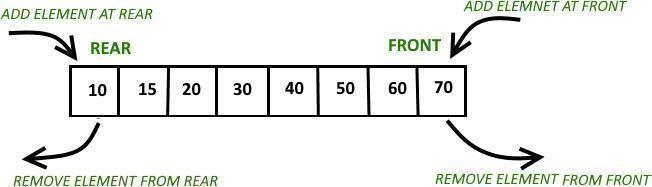 ADD ELEMENT AT REAR
ADD ELEMNET AT FRONT
REAR
FRONT
10 15 20 30 40 50 60 70
REMOVE ELEMENT FROM REAR
REMOVE ELEMENT FROM FRONT